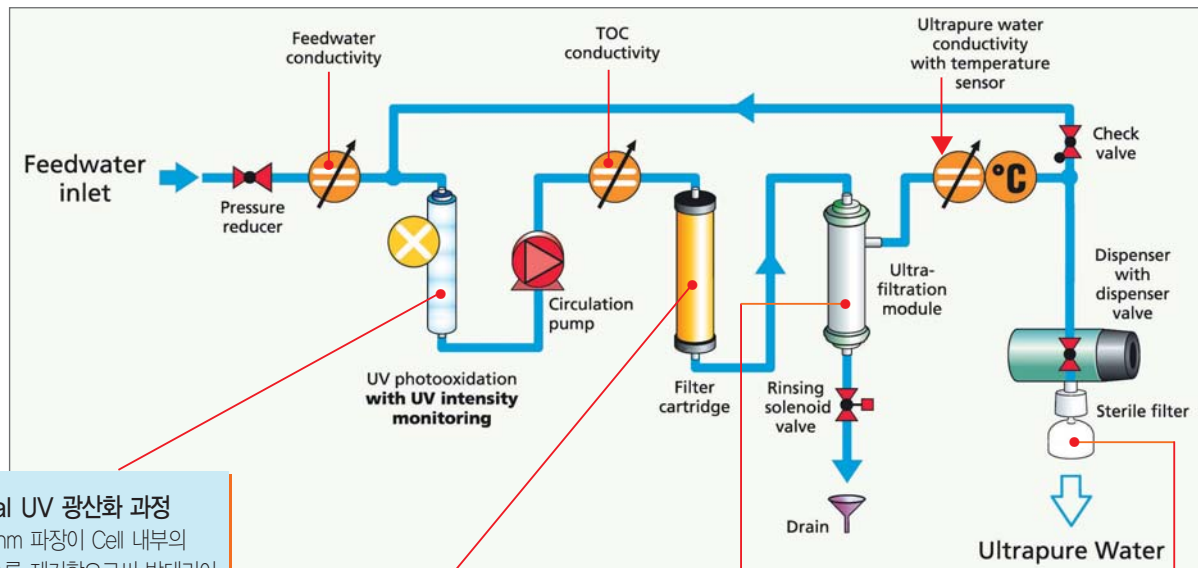 Feedwater
conductivity
TOC
conductivity
Ultrapure water
conductivity
with temperature
sensor
Feedwater
inlet
Pressure
reducer
Check
valve
°C
Circulation
pump
Ultra-
filtration
module
Dispenser
with
dispenser
valve
UV photooxidation
with UV intensity
monitoring
Filter
cartridge
Rinsing
solenoid
valve
Sterile filter
Drain
Ultrapure Water
UV 광산화 과정
파장이 Cell 내부의